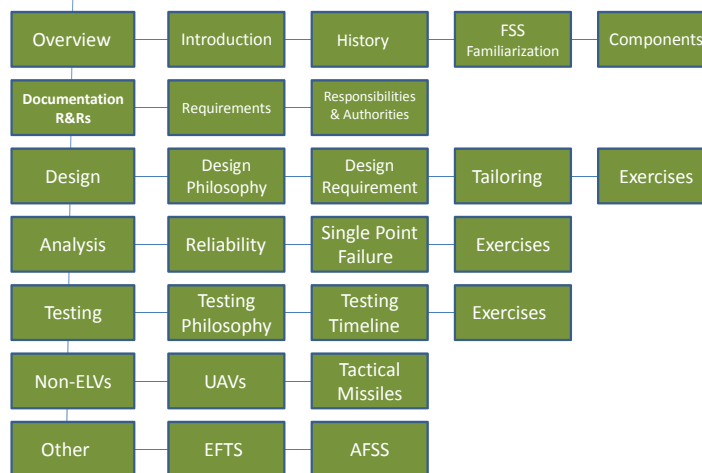 Overview
Introduction
History
FSS
Familiarization
Components
Documentation
R&Rs
Requirements
Responsibilities
& Authorities
Design
Design
Philosophy
Design
Requirement
Tailoring
Exercises
Analysis
Reliability
Single Point
Failure
Exercises
Testing
Testing
Philosophy
Testing
Timeline
Exercises
Non-ELVs
UAVs
Tactical
Missiles
Other
EFTS
AFSS